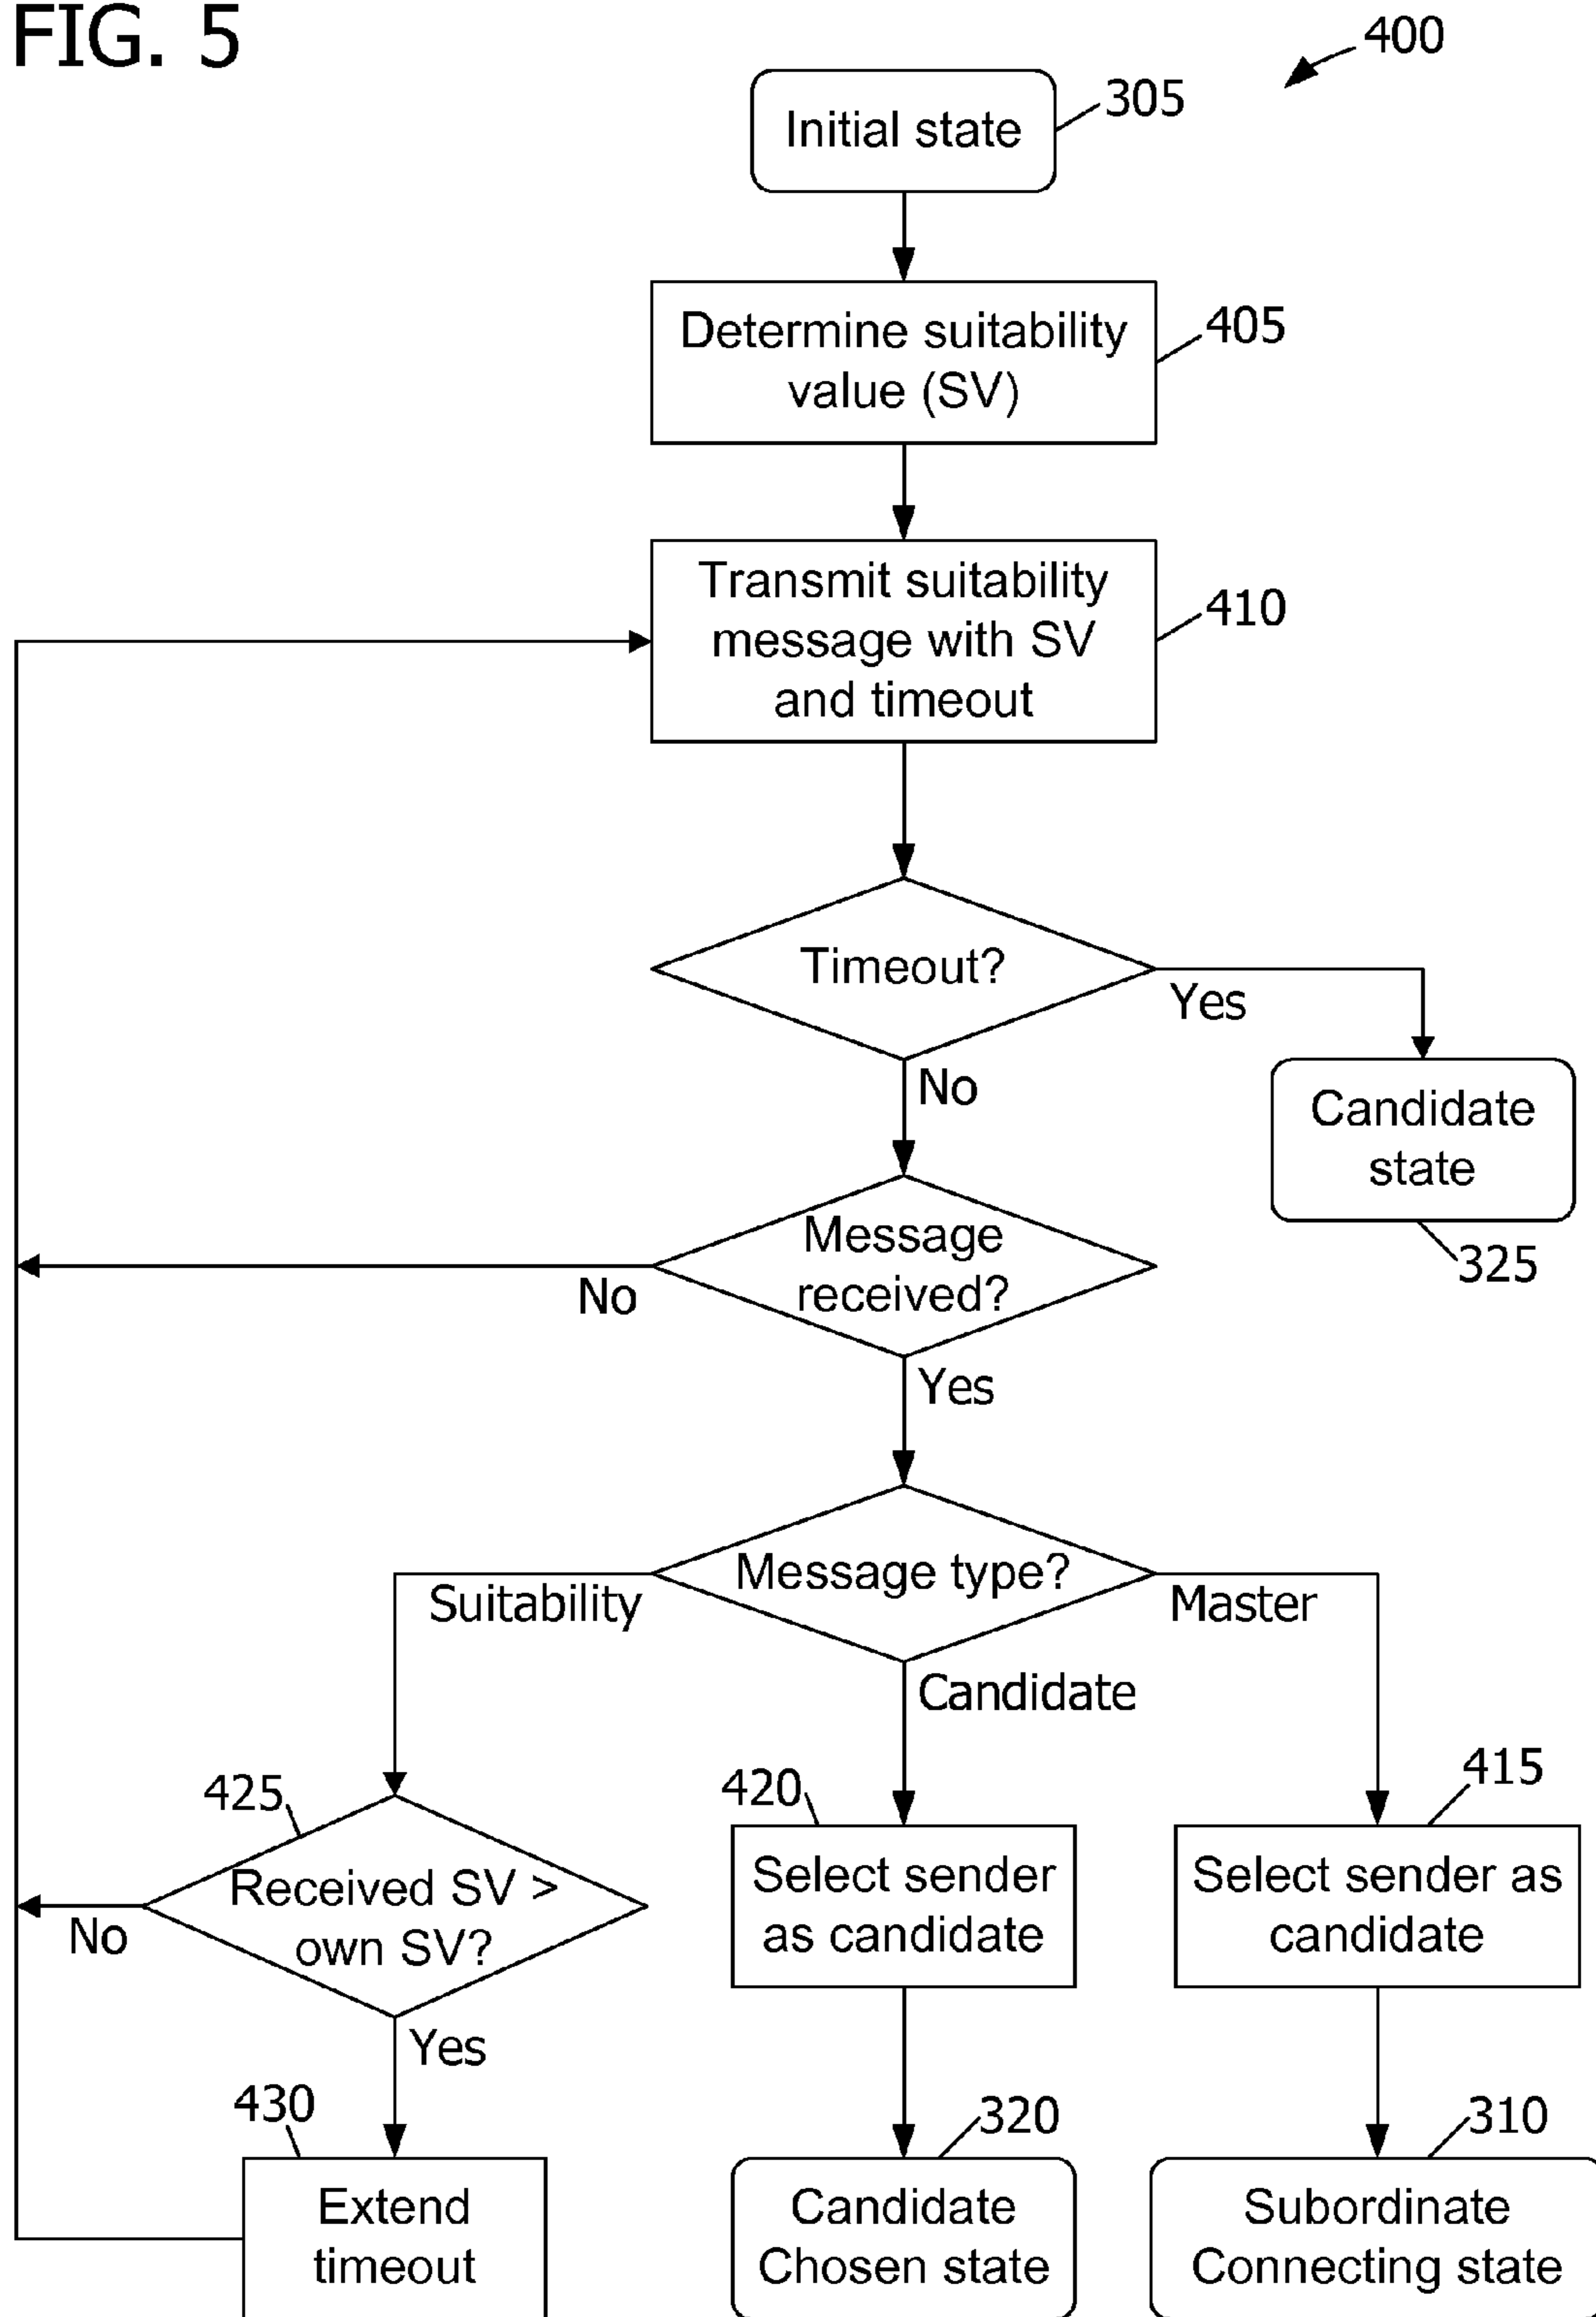 FIG. 5
400
Initial state
305
Determine suitability
value (SV)
405
Transmit suitability
message with SV
and timeout
410
Timeout?
Yes
No
Candidate
state
325
Message
received?
No
Yes
Message type?
Suitability
Master
Candidate
425
Received SV >
own SV?
No
Yes
420
Select sender
as candidate
415
Select sender as
candidate
430
Extend
timeout
320
Candidate
Chosen state
310
Subordinate
Connecting state